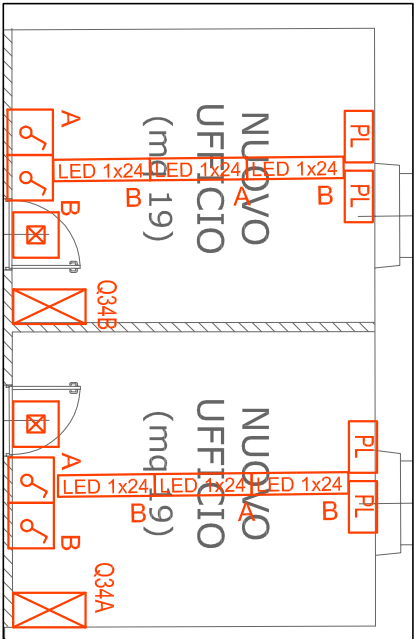 A
B
PL
PL
NUOVO
UFFICIO
(mq 19)
LED 1x24
LED 1x24
LED 1x24
B
A
B
Q34B
A
B
PL
PL
NUOVO
UFFICIO
(mq 19)
LED 1x24
LED 1x24
LED 1x24
B
A
B
Q34A